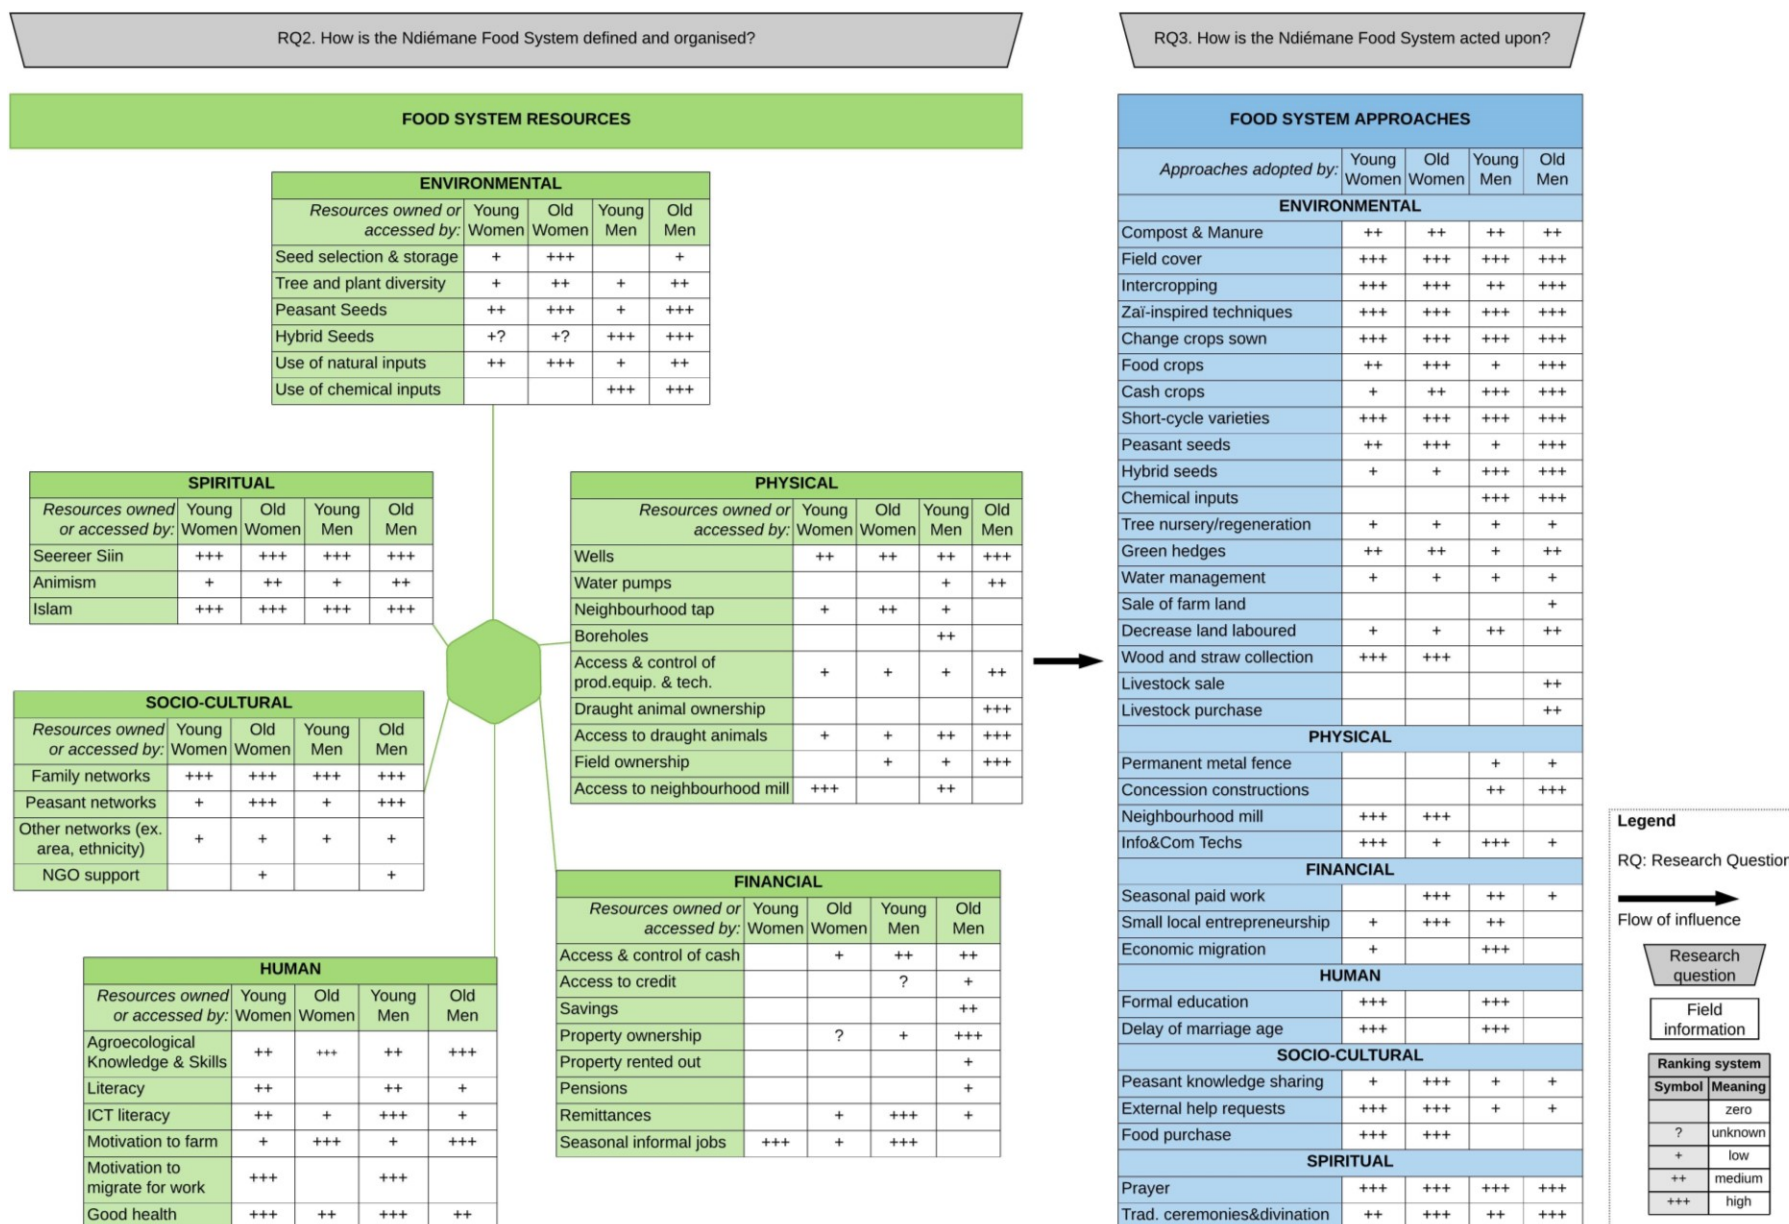 RQ2. How is the Ndiémane Food System defined and organised?
FOOD SYSTEM RESOURCES
ENVIRONMENTAL
Resources owned or accessed by: Young Women Old Women Young Men Old Men
Seed selection & storage + +++ +
Tree and plant diversity + ++ + ++
Peasant Seeds ++ +++ + +++
Hybrid Seeds +? +? +++ +++
Use of natural inputs ++ +++ + ++
Use of chemical inputs +++ +++
SPIRITUAL
Resources owned or accessed by: Young Women Old Women Young Men Old Men
Seereer Siin +++ +++ +++ +++
Animism + ++ + ++
Islam +++ +++ +++ +++
PHYSICAL
Resources owned or accessed by: Young Women Old Women Young Men Old Men
Wells ++ ++ ++ +++
Water pumps + ++
Neighbourhood tap + ++ +
Boreholes ++
Access & control of prod.equip. & tech. + + + ++
Draught animal ownership +++
Access to draught animals + + ++ +++
Field ownership + + +++
Access to neighbourhood mill +++ ++
SOCIO-CULTURAL
Resources owned or accessed by: Young Women Old Women Young Men Old Men
Family networks +++ +++ +++ +++
Peasant networks + +++ + +++
Other networks (ex. area, ethnicity) + + + +
NGO support + +
FINANCIAL
Resources owned or accessed by: Young Women Old Women Young Men Old Men
Access & control of cash + ++ ++
Access to credit ? +
Savings ++
Property ownership ? + +++
Property rented out +
Pensions +
Remittances + +++ +
Seasonal informal jobs +++ + +++
HUMAN
Resources owned or accessed by: Young Women Old Women Young Men Old Men
Agroecological Knowledge & Skills ++ +++ ++ +++
Literacy ++ ++ +
ICT literacy ++ + +++ +
Motivation to farm + +++ + +++
Motivation to migrate for work +++ +++
Good health +++ ++ +++ ++
RQ3. How is the Ndiémane Food System acted upon?
FOOD SYSTEM APPROACHES
Approaches adopted by: Young Women Old Women Young Men Old Men
ENVIRONMENTAL
Compost & Manure ++ ++ ++ ++
Field cover +++ +++ +++ +++
Intercropping +++ +++ ++ +++
Zaï-inspired techniques +++ +++ +++ +++
Change crops sown +++ +++ +++ +++
Food crops ++ +++ + +++
Cash crops + ++ +++ +++
Short-cycle varieties +++ +++ +++ +++
Peasant seeds ++ +++ + +++
Hybrid seeds + + +++ +++
Chemical inputs +++ +++
Tree nursery/regeneration + + + +
Green hedges ++ ++ + ++
Water management + + + +
Sale of farm land +
Decrease land laboured + + ++ ++
Wood and straw collection +++ +++
Livestock sale ++
Livestock purchase ++
PHYSICAL
Permanent metal fence + +
Concession constructions ++ +++
Neighbourhood mill +++ +++
Info&Com Techs +++ + +++ +
FINANCIAL
Seasonal paid work +++ ++ +
Small local entrepreneurship + +++ ++
Economic migration + +++
HUMAN
Formal education +++ +++
Delay of marriage age +++ +++
SOCIO-CULTURAL
Peasant knowledge sharing + +++ + +
External help requests +++ +++ + +
Food purchase +++ +++
SPIRITUAL
Prayer +++ +++ +++ +++
Trad. ceremonies&divination ++ +++ ++ +++
Legend
RQ: Research Question
Flow of influence
Research
question
Field
information
Ranking system
Symbol Meaning
zero
? unknown
+ low
++ medium
+++ high